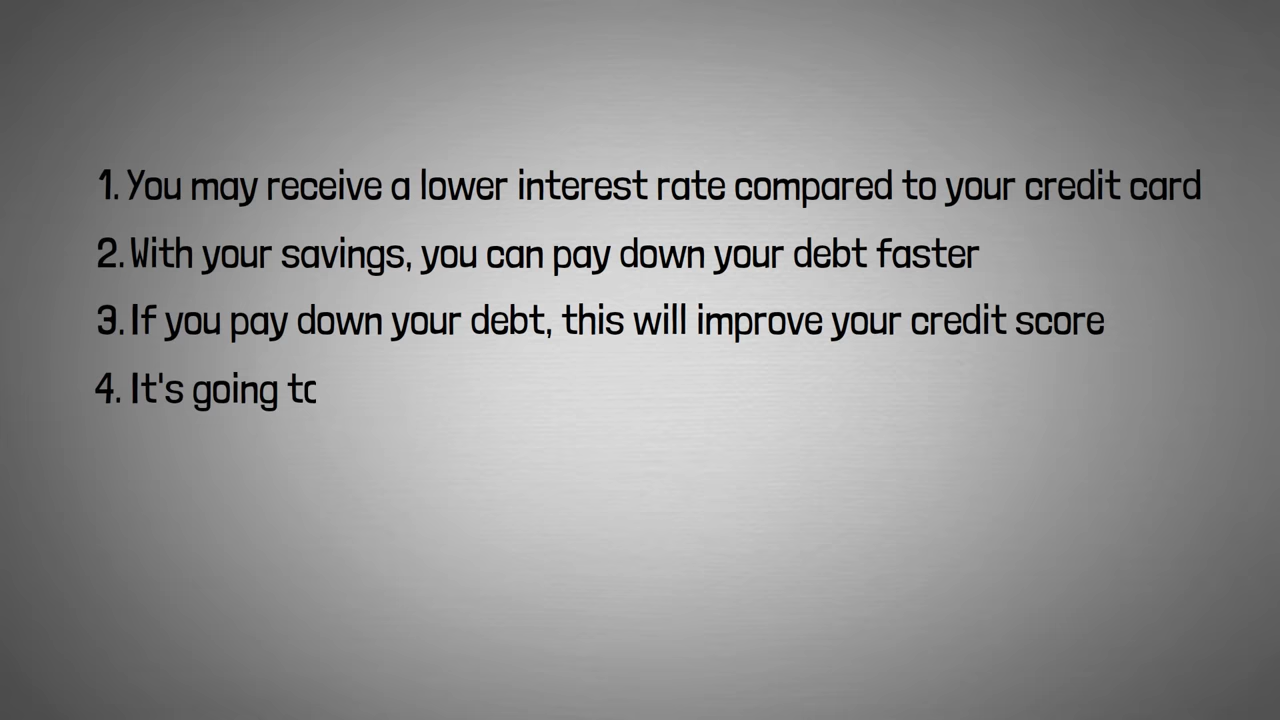 1. You may receive a lower interest rate compared to your credit card
2. With your savings, you can pay down your debt faster
3. If you pay down your debt, this will improve your credit score
4. It's going